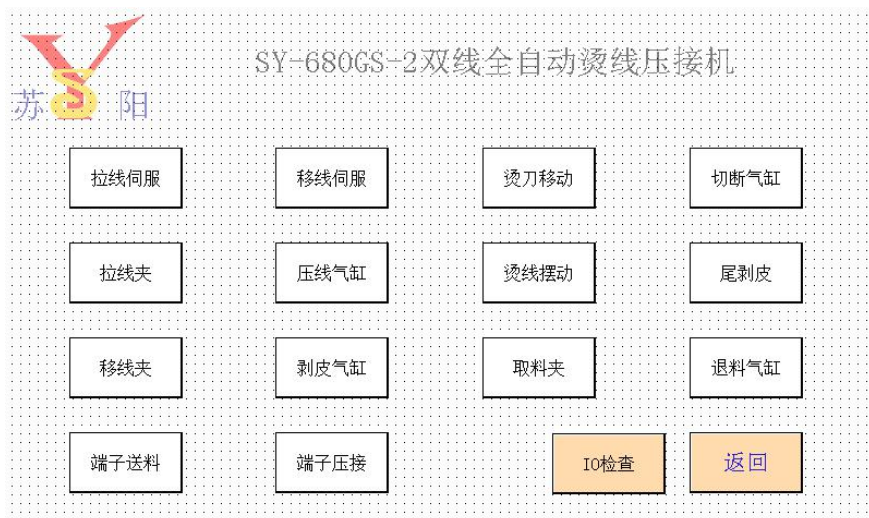 SY-680GS-2双线全自动烫线压接机
苏 阳
拉线伺服 移线伺服 烫刀移动 切断气缸
拉线夹 压线气缸 烫线摆动 尾剥皮
移线夹 剥皮气缸 取料夹 退料气缸
端子送料 端子压接 IO检查 返回